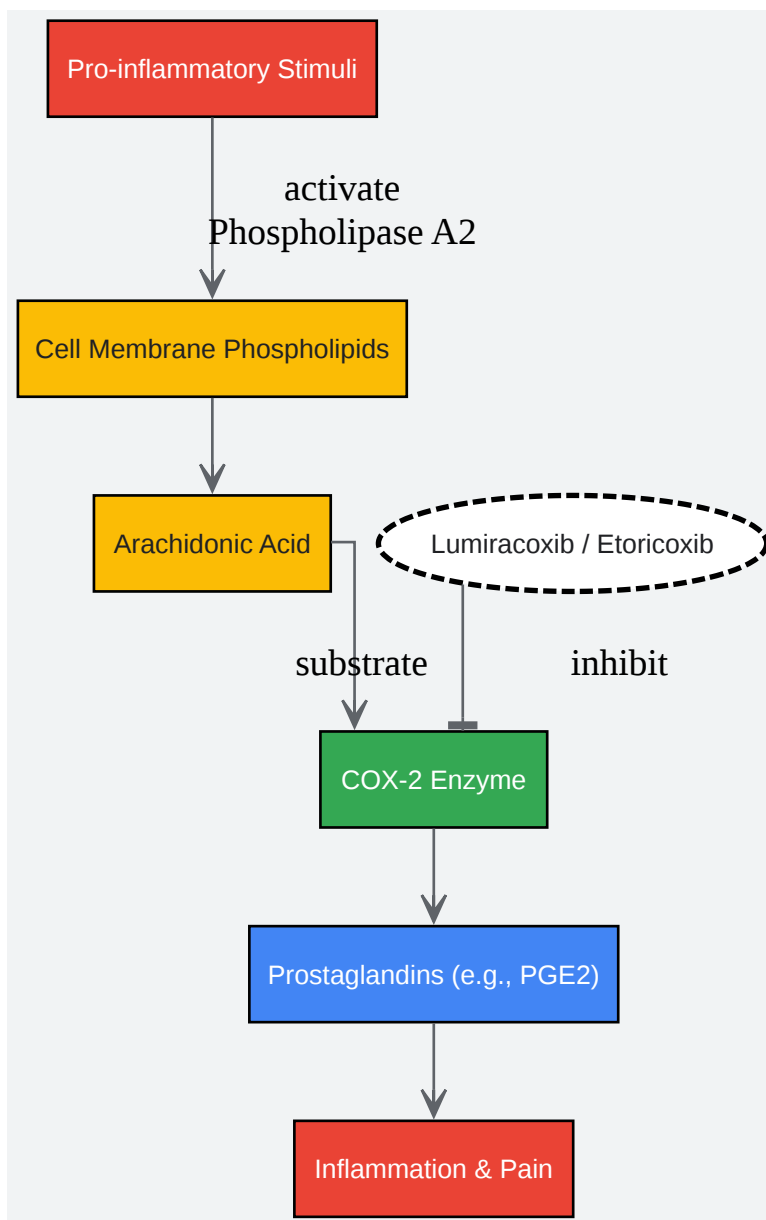 Pro-inflammatory Stimuli
activate
Phospholipase A2
Cell Membrane Phospholipids
Arachidonic Acid
Lumiracoxib / Etoricoxib
substrate
inhibit
COX-2 Enzyme
Prostaglandins (e.g., PGE2)
Inflammation & Pain